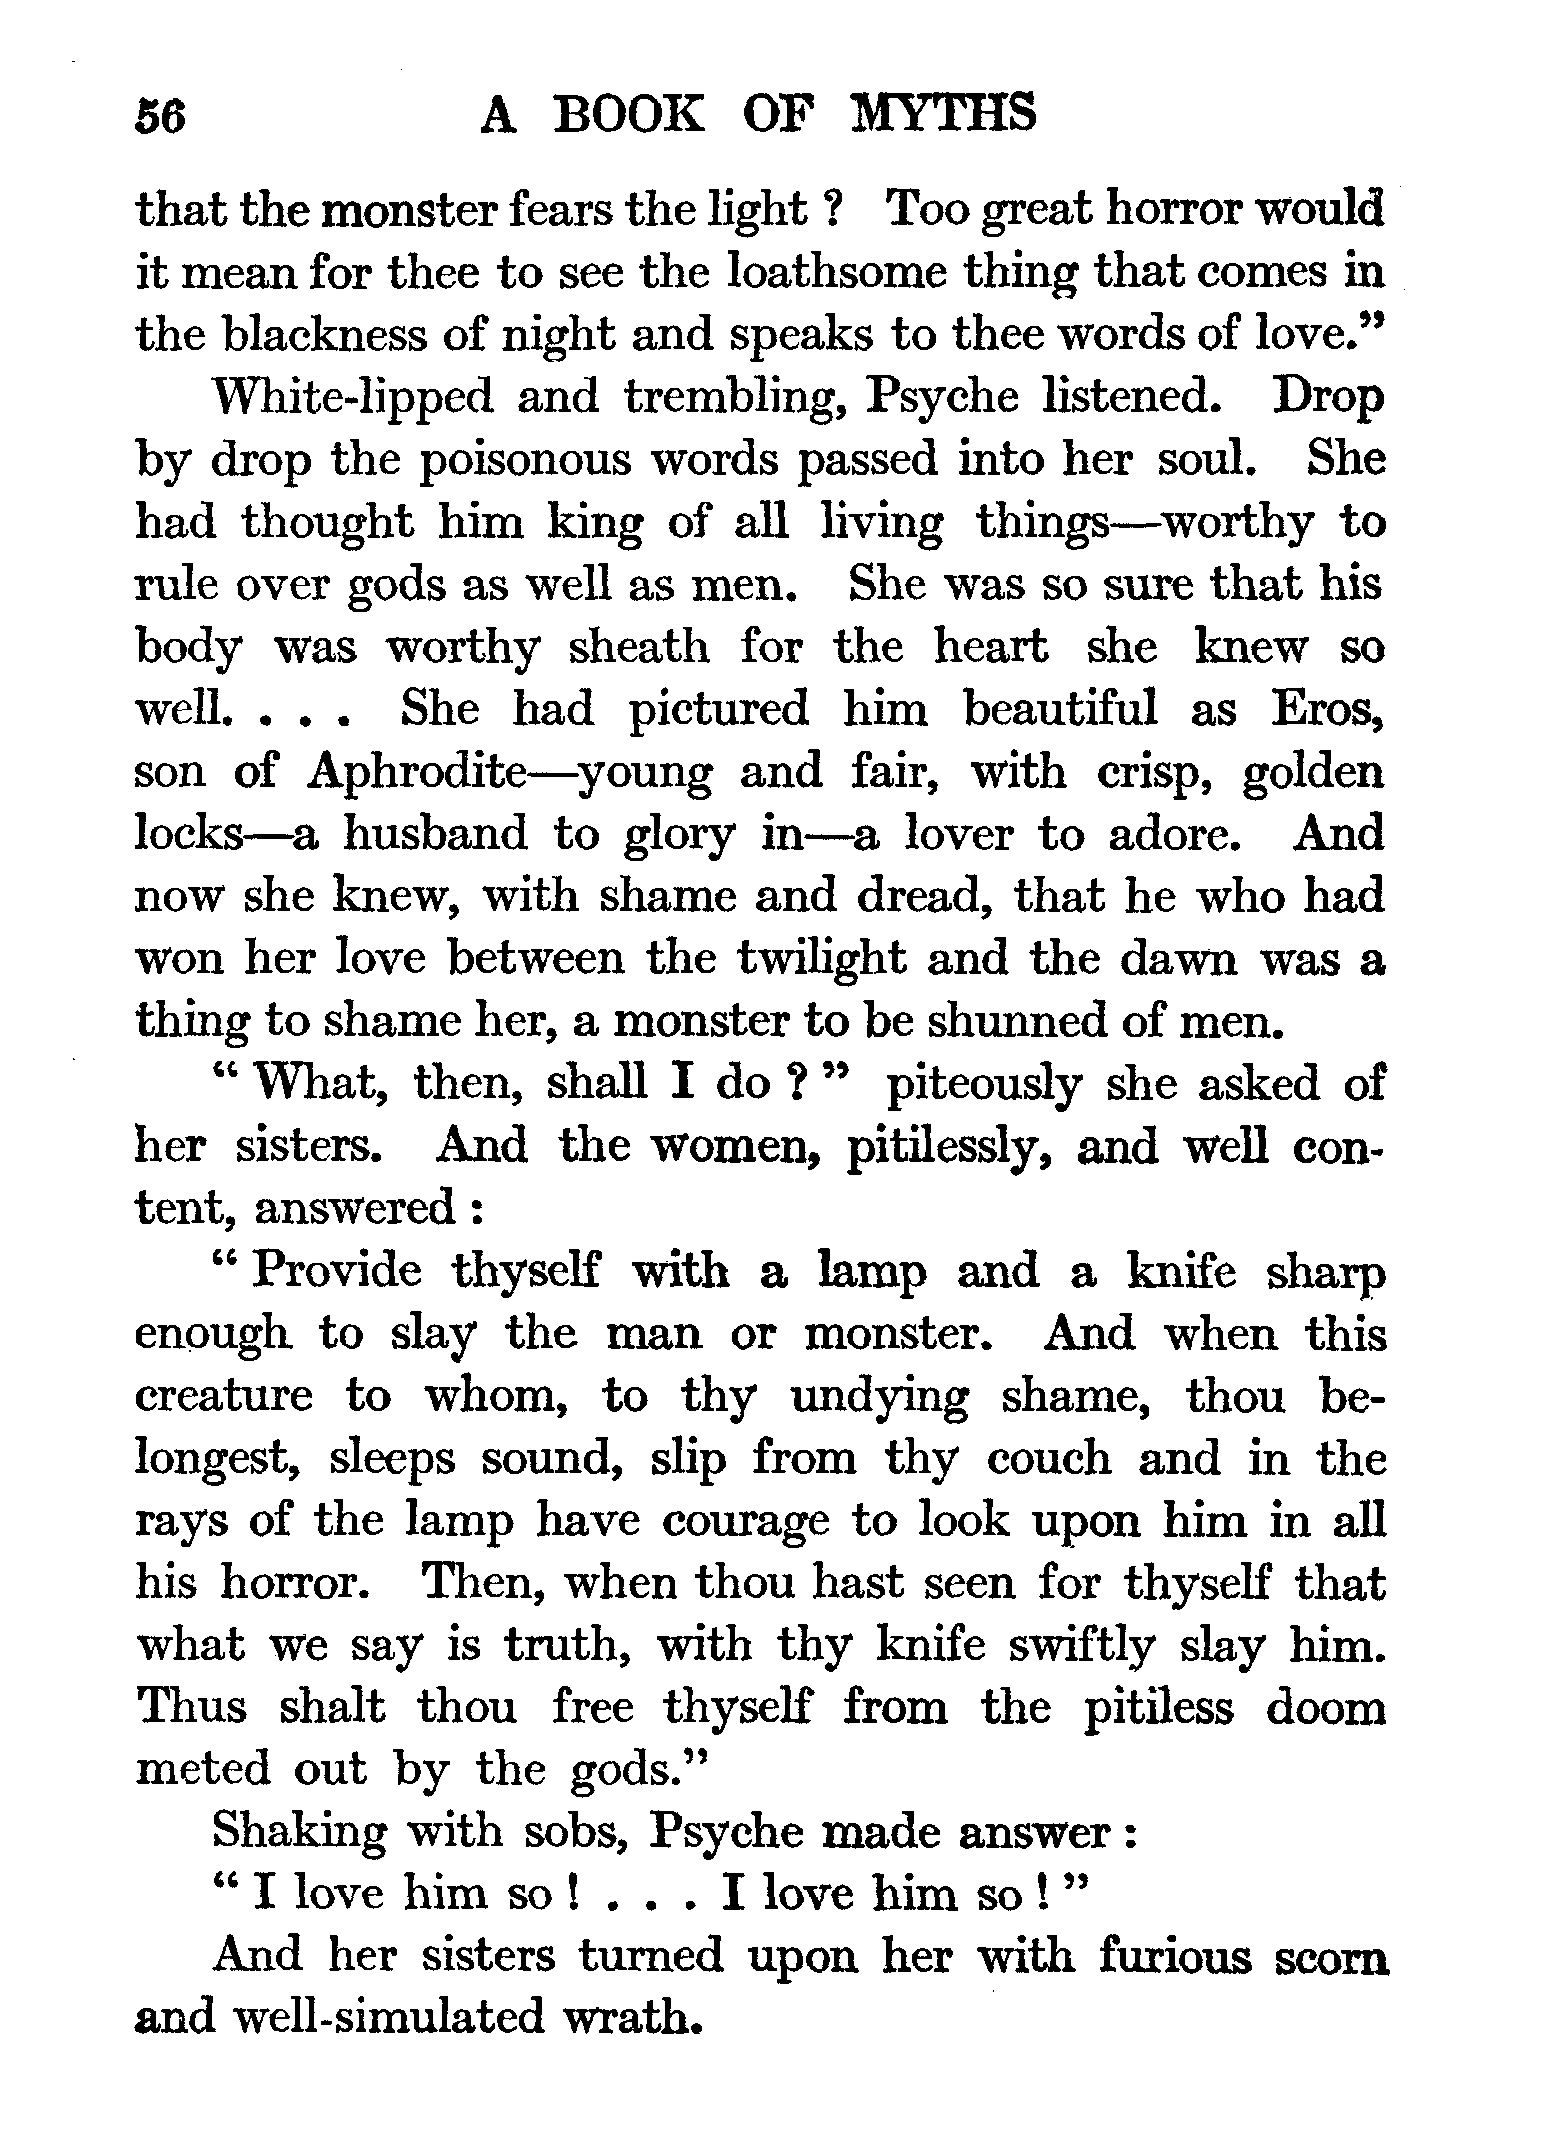 56 A BOOK OF MYTHS
that the monster fears the light ? Too great horror would
it mean for thee to see the loathsome thing that comes in
the blackness of night and speaks to thee words of love.”
White-lipped and trembling, Psyche listened. Drop
by drop the poisonous words passed into her soul. She
had thought him king of all living things—worthy to
rule over gods as well as men. She was so sure that his
body was worthy sheath for the heart she knew so
well. . . . She had pictured him beautiful as Eros,
son of Aphrodite—young and fair, with crisp, golden
locks—a husband to glory in—a lover to adore. And
now she knew, with shame and dread, that he who had
won her love between the twilight and the dawn was a
thing to shame her, a monster to be shunned of men.
“ What, then, shall I do ? ” piteously she asked of
her sisters. And the women, pitilessly, and well con-
tent, answered :
“ Provide thyself with a lamp and a knife sharp
enough to slay the man or monster. And when this
creature to whom, to thy undying shame, thou be-
longest, sleeps sound, slip from thy couch and in the
rays of the lamp have courage to look upon him in all
his horror. Then, when thou hast seen for thyself that
what we say is truth, with thy knife swiftly slay him.
Thus shalt thou free thyself from the pitiless doom
meted out by the gods.”
Shaking with sobs, Psyche made answer :
“ I love him so ! . . . I love him so ! ”
And her sisters turned upon her with furious scorn
and well-simulated wrath.